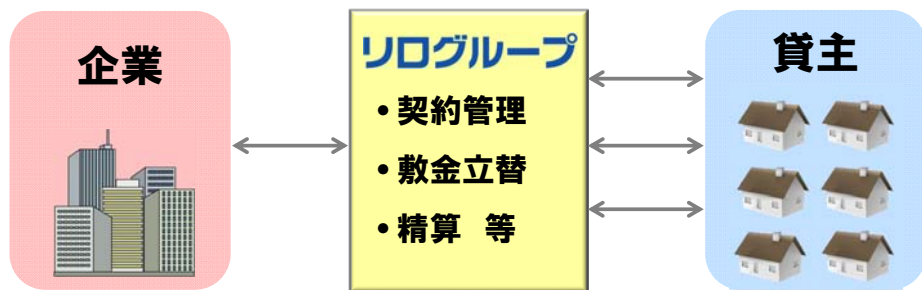 企業
リログループ
•契約管理
•敷金立替
•精算 等
貸主